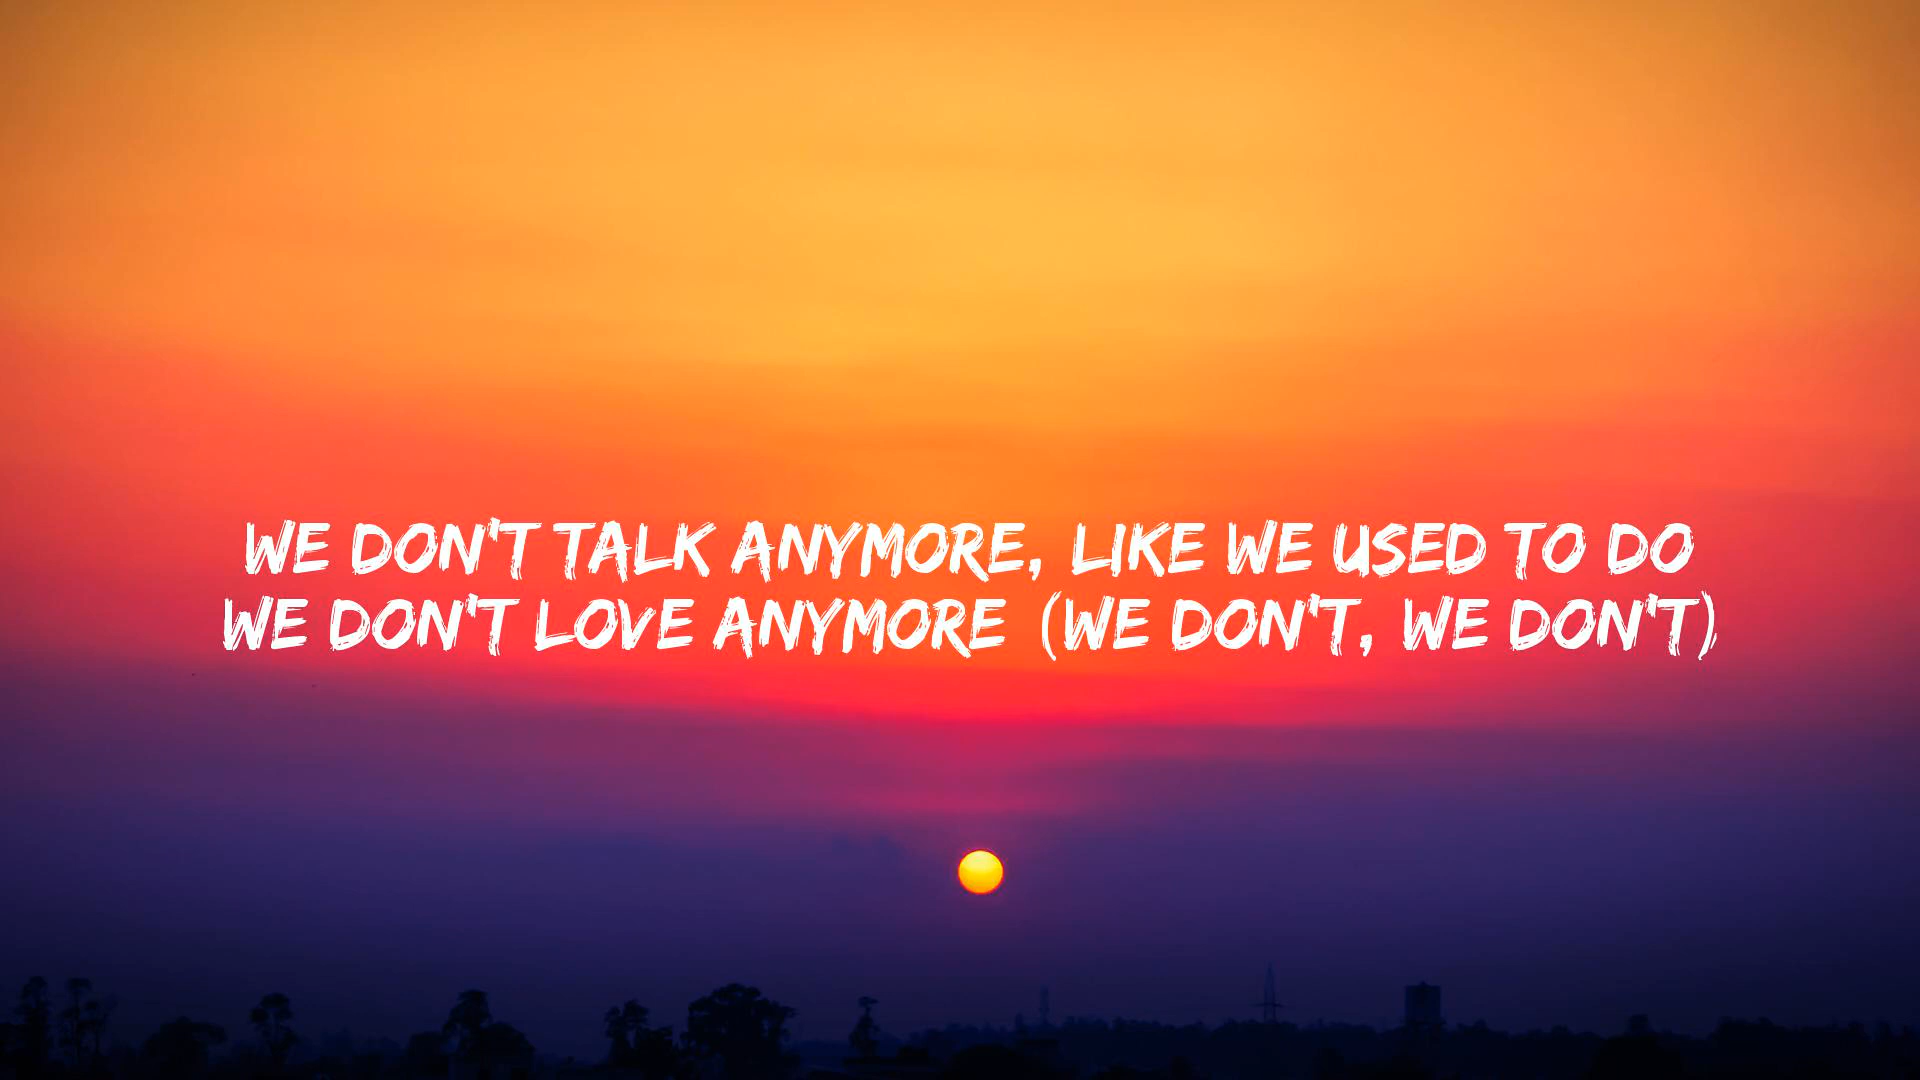 WE DON'T TALK ANYMORE, LIKE WE USED TO DO
WE DON'T LOVE ANYMORE (WE DON'T, WE DON'T)